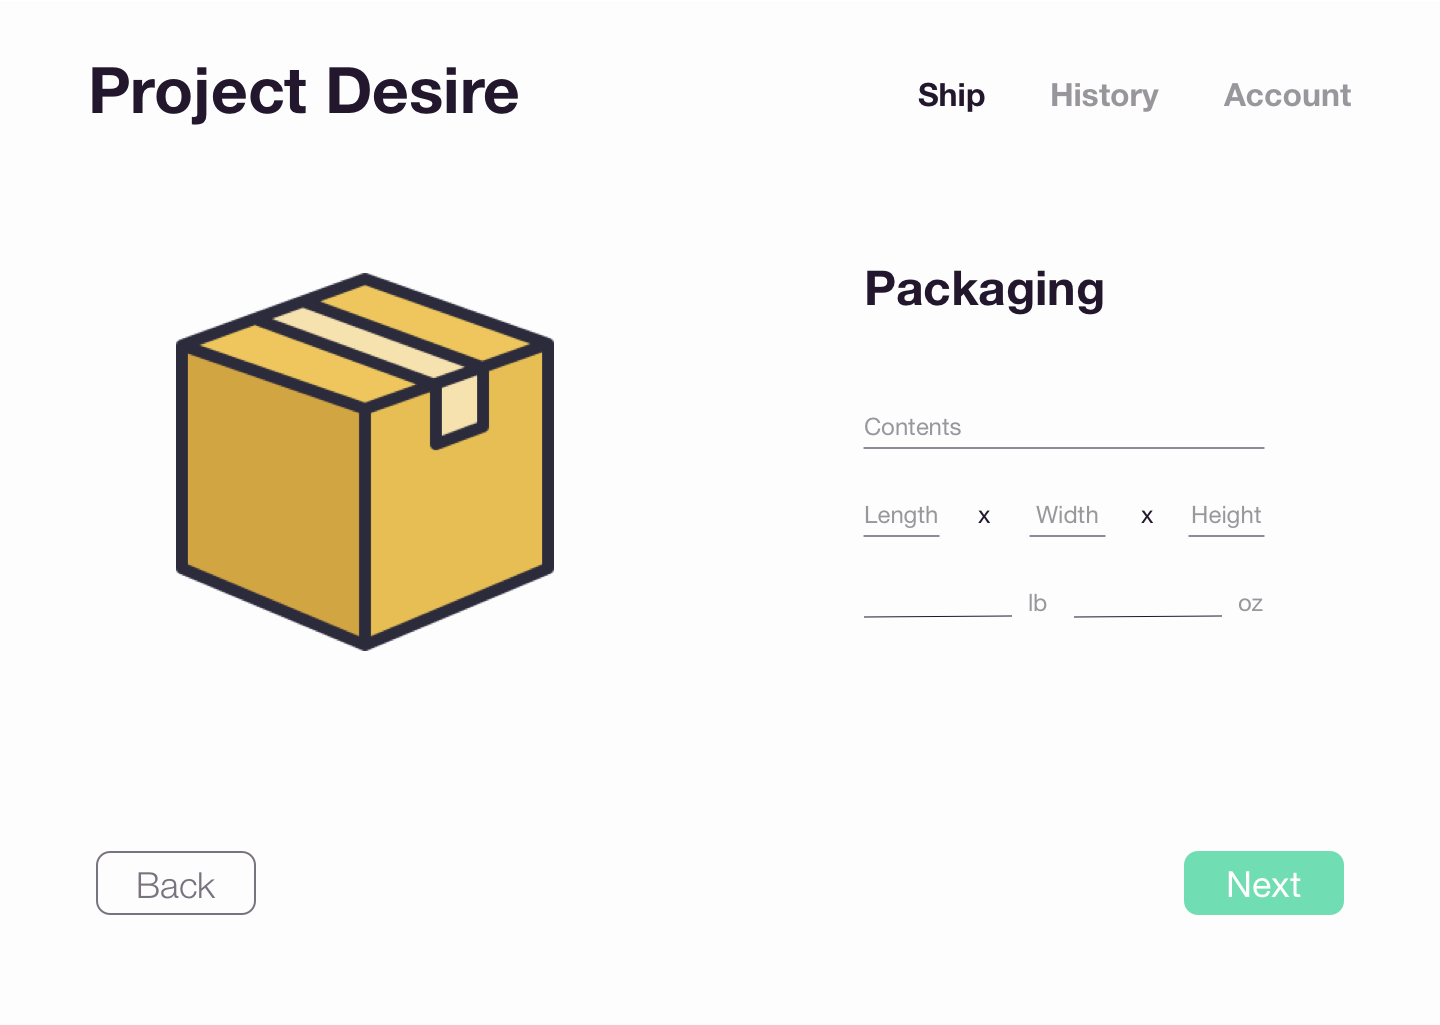 Project Desire
Ship History Account
Packaging
Contents
Length x Width x Height
lb oz
Back Next